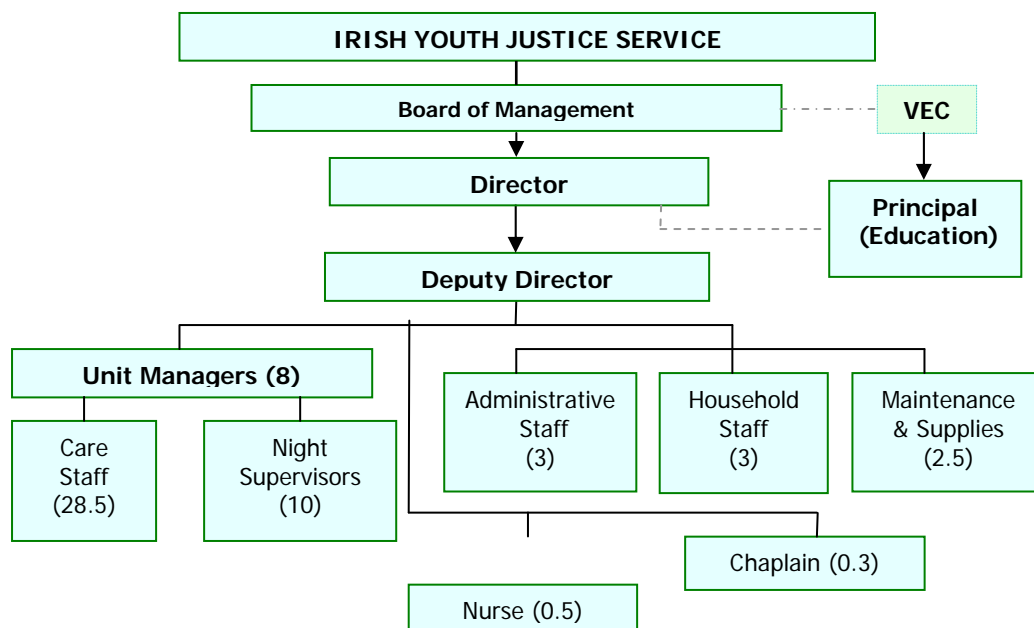 IRISH YOUTH JUSTICE SERVICE
Board of Management
VEC
Director
Principal
(Education)
Deputy Director
Unit Managers (8)
Administrative
Staff
(3)
Household
Staff
(3)
Maintenance
& Supplies
(2.5)
Care
Staff
(28.5)
Night
Supervisors
(10)
Chaplain (0.3)
Nurse (0.5)